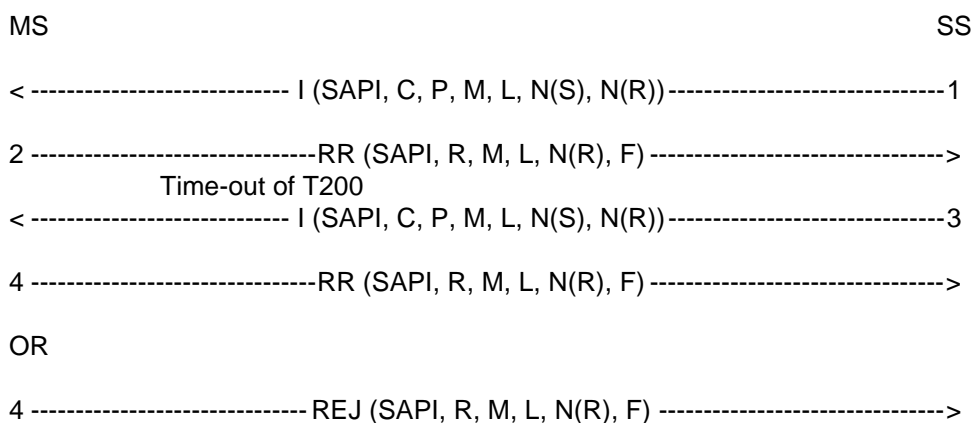 MS SS
< ----------------------------- I (SAPI, C, P, M, L, N(S), N(R))-------------------------------1
2 --------------------------------RR (SAPI, R, M, L, N(R), F) --------------------------------->
Time-out of T200
< ----------------------------- I (SAPI, C, P, M, L, N(S), N(R))-------------------------------3
4 --------------------------------RR (SAPI, R, M, L, N(R), F) --------------------------------->
OR
4 ------------------------------- REJ (SAPI, R, M, L, N(R), F) -------------------------------->